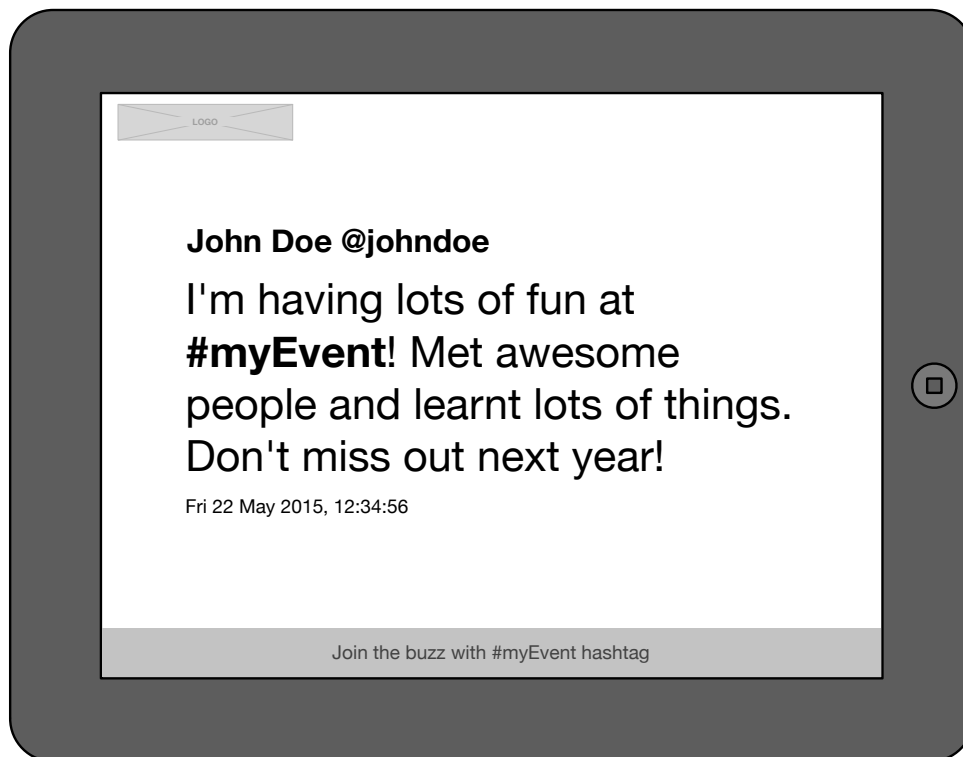 LOGO
John Doe @johndoe
I'm having lots of fun at
#myEvent! Met awesome
people and learnt lots of things.
Don't miss out next year!
Fri 22 May 2015, 12:34:56
Join the buzz with #myEvent hashtag